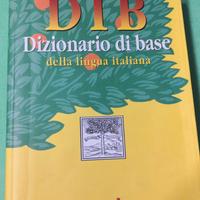 DIB
Dizionario di base
della lingua italiana